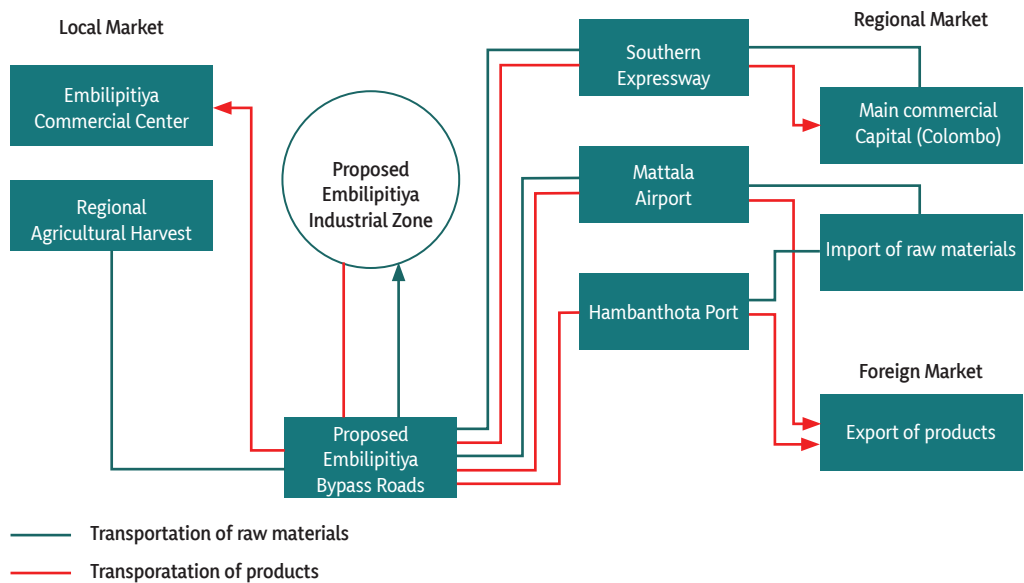 Local Market
Embilipitiya
Commercial Center
Regional
Agricultural Harvest
Proposed
Embilipitiya
Industrial Zone
Proposed
Embilipitiya
Bypass Roads
Southern
Expressway
Mattala
Airport
Hambanthota Port
Regional Market
Main commercial
Capital (Colombo)
Import of raw materials
Foreign Market
Export of products
Transportation of raw materials
Transporatation of products